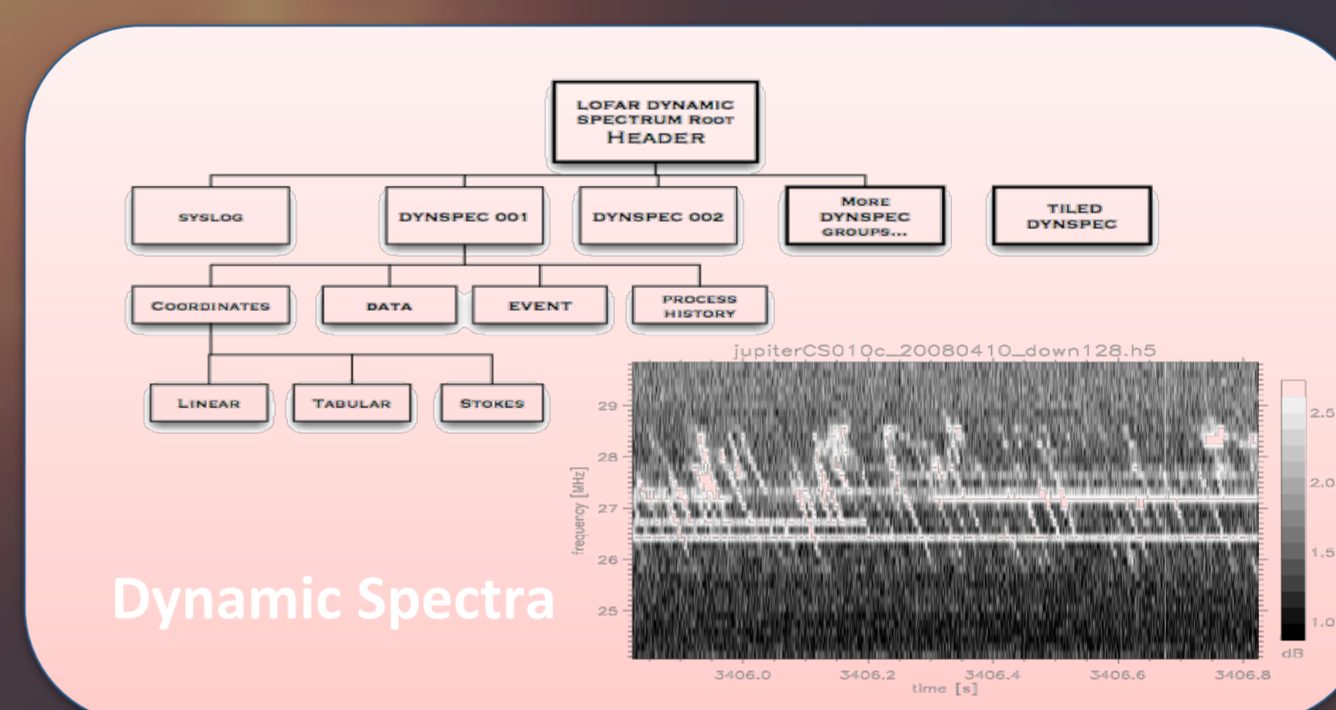 LOFAR DYNAMIC
SPECTRUM ROOT
HEADER
SYSLOG
DYNSPEC 001
DYNSPEC 002
MORE
DYNSPEC
GROUPS...
TILED
DYNSPEC
COORDINATES
DATA
EVENT
PROCESS
HISTORY
LINEAR
TABULAR
STOKES
jupiterCS010c_20080410_down128.h5
29
28
27
26
25
frequency [MHz]
3406.0 3406.2 3406.4 3406.6 3406.8
time [s]
2.5
2.0
1.5
1.0
dB
Dynamic Spectra